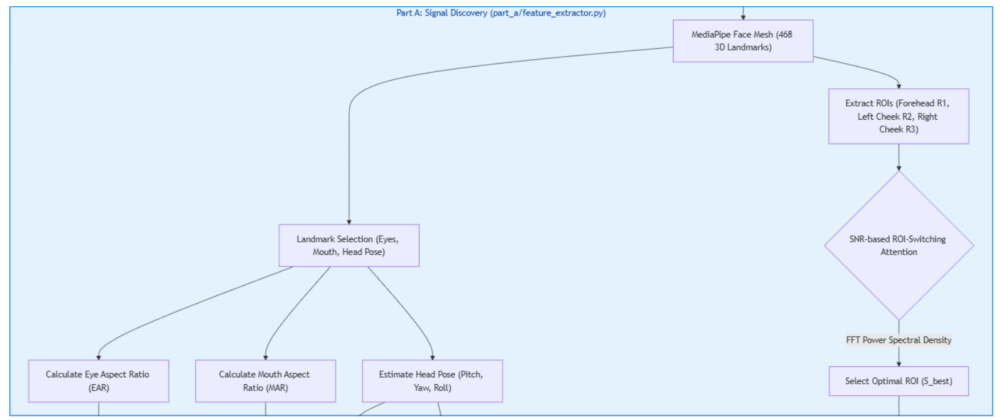 Part A: Signal Discovery (part_a/feature_extractor.py)
MediaPipe Face Mesh (468
3D Landmarks)
Extract ROIs (Forehead R1,
Left Cheek R2, Right
Cheek R3)
Landmark Selection (Eyes,
Mouth, Head Pose)
SNR-based ROI-Switching
Attention
FFT Power Spectral Density
Calculate Eye Aspect Ratio
(EAR)
Calculate Mouth Aspect
Ratio (MAR)
Estimate Head Pose (Pitch,
Yaw, Roll)
Select Optimal ROI (S_best)